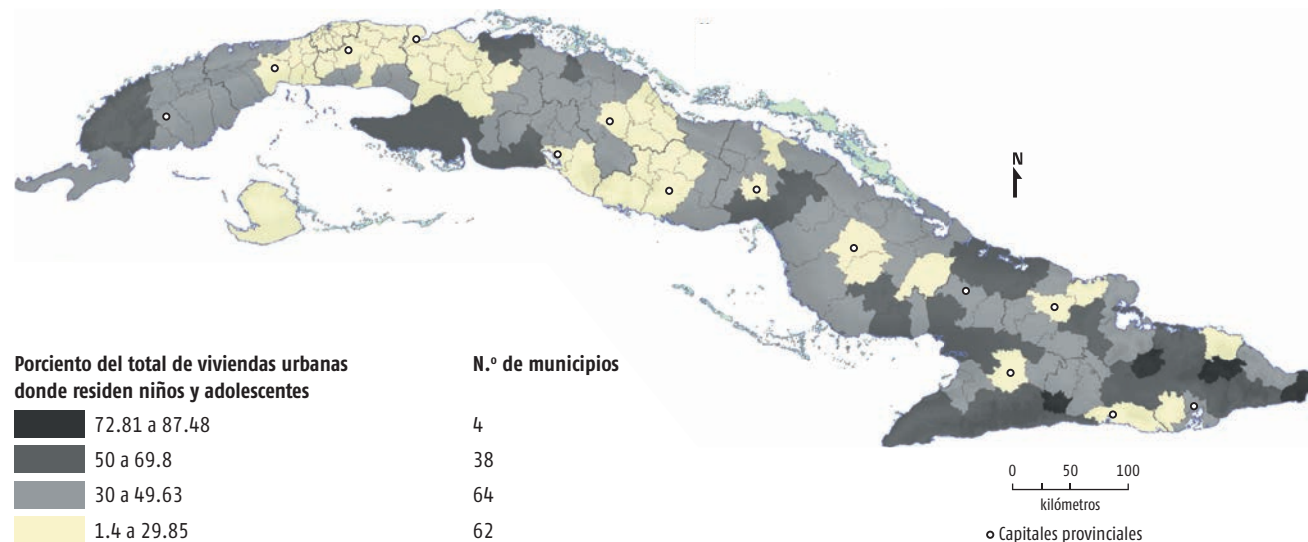 N
Porciento del total de viviendas urbanas
donde residen niños y adolescentes
N.º de municipios
72.81 a 87.48
4
50 a 69.8
38
30 a 49.63
64
1.4 a 29.85
62
0 50 100
kilómetros
Capitales provinciales